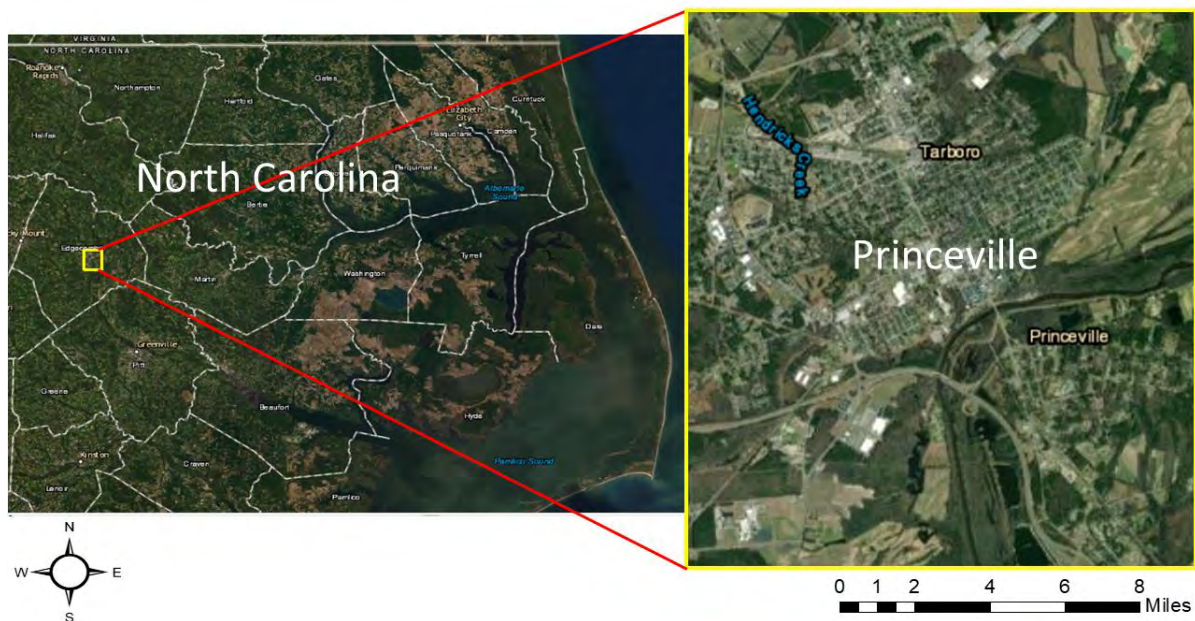 VIRGINIA
NORTH CAROLINA
Roanoke
Rapids
Northampton
Gates
Hertford
Currituck
Elizabeth
City
Pasquotank
Camden
Halifax
Perquimans
North Carolina
Bertie
Albemarle
Sound
Edgecombe
Tyrrell
Martin
Washington
Dare
Greenville
Pitt
Greene
Beaufort
Hyde
Kinston
Craven
Pamlico Sound
Lenoir
Pamlico
Hendricks Creek
Tarboro
Princeville
Princeville
N
W
E
S
0 1 2 4 6 8
Miles